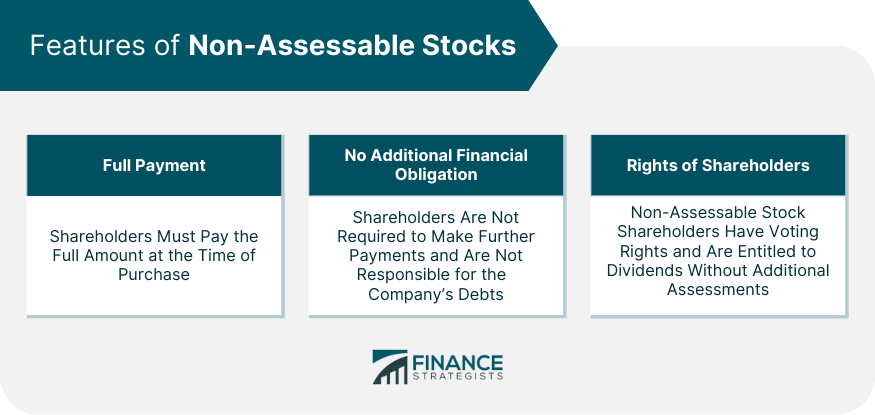 Features of Non-Assessable Stocks
Full Payment
Shareholders Must Pay the
Full Amount at the Time of
Purchase
No Additional Financial
Obligation
Shareholders Are Not
Required to Make Further
Payments and Are Not
Responsible for the
Company’s Debts
Rights of Shareholders
Non-Assessable Stock
Shareholders Have Voting
Rights and Are Entitled to
Dividends Without Additional
Assessments
FINANCE
STRATEGISTS